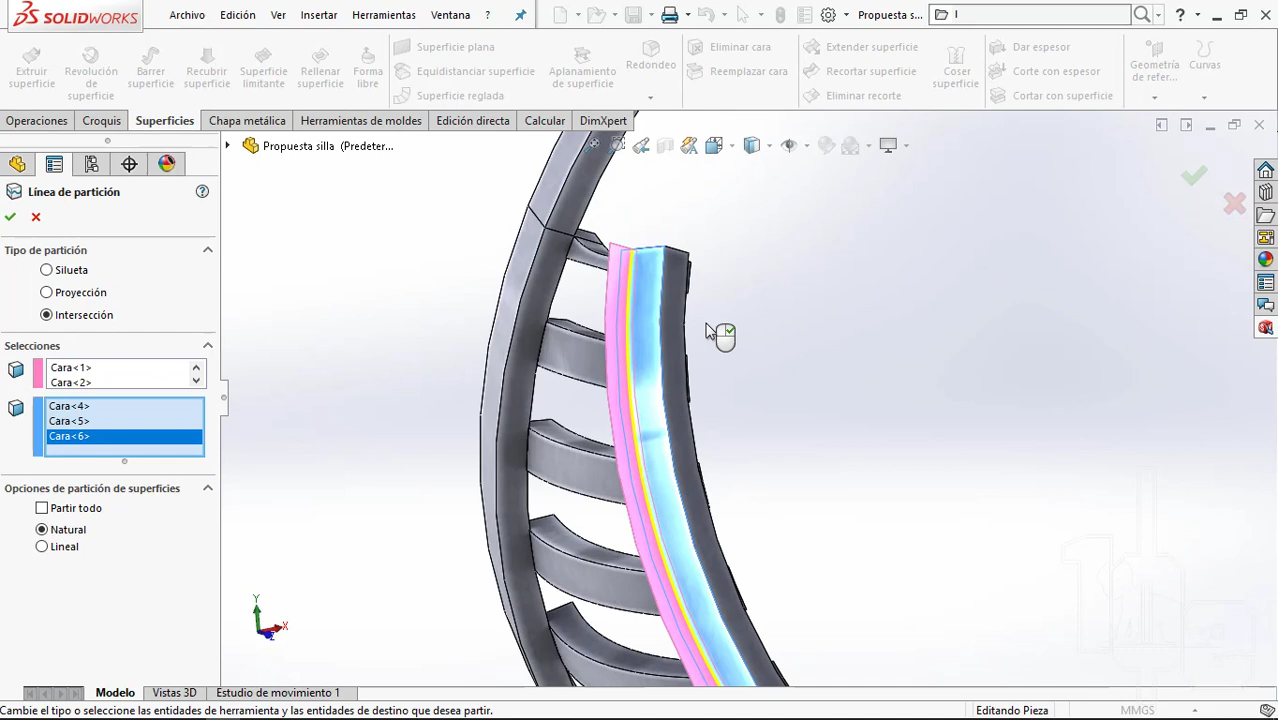 SOLIDWORKS
Archivo Edición Ver Insertar Herramientas Ventana ?
Propuesta s... I
Extruir superficie
Revolución de superficie
Barrer superficie
Recubrir superficie
Superficie limitante
Rellenar superficie
Forma libre
Superficie plana
Equidistanciar superficie
Superficie reglada
Aplanamiento de superficie
Redondeo
Eliminar cara
Reemplazar cara
Extender superficie
Recortar superficie
Eliminar recorte
Coser superficie
Dar espesor
Corte con espesor
Cortar con superficie
Geometría de refer...
Curvas
Operaciones Croquis Superficies Chapa metálica Herramientas de moldes Edición directa Calcular DimXpert
Propuesta silla (Predeter...
Línea de partición
Tipo de partición
Silueta
Proyección
Intersección
Selecciones
Cara<1>
Cara<2>
Cara<4>
Cara<5>
Cara<6>
Opciones de partición de superficies
Partir todo
Natural
Lineal
Y
X
Z
Modelo Vistas 3D Estudio de movimiento 1
Cambie el tipo o seleccione las entidades de herramienta y las entidades de destino que desea partir. Editando Pieza MMGS